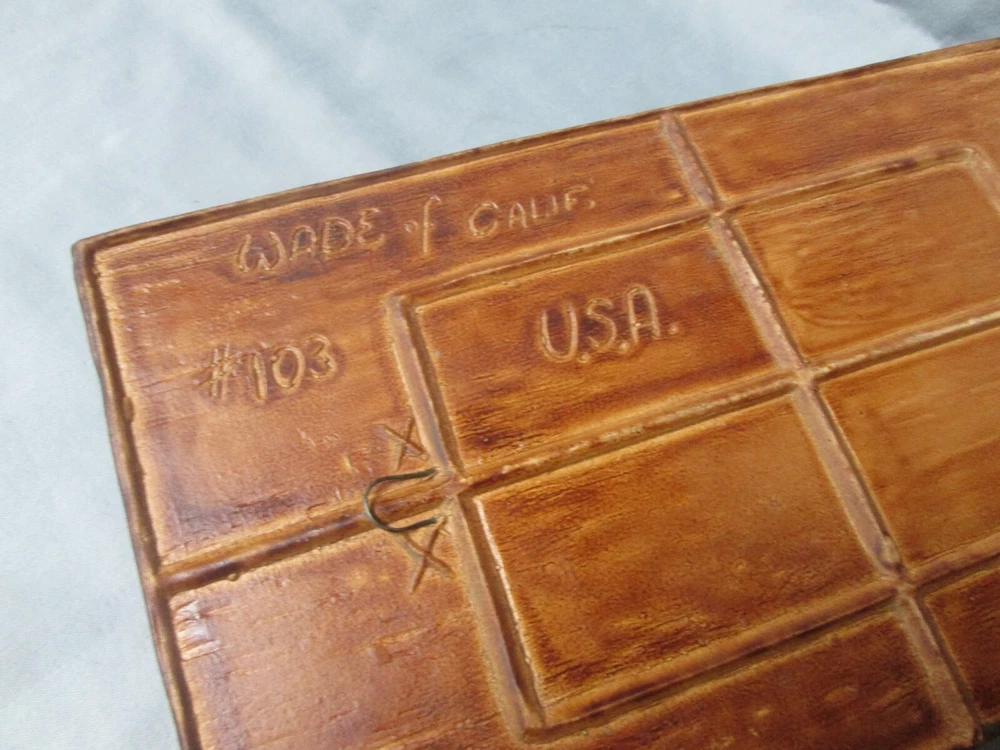 WADE of CALIF.
U.S.A.
#103
X
X